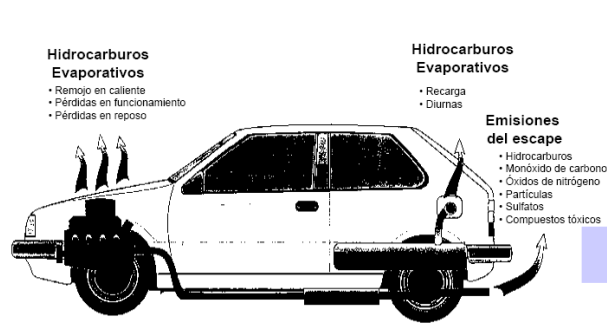 Hidrocarburos
Evaporativos
• Remojo en caliente
• Pérdidas en funcionamiento
• Pérdidas en reposo
Hidrocarburos
Evaporativos
• Recarga
• Diurnas
Emisiones
del escape
• Hidrocarburos
• Monóxido de carbono
• Óxidos de nitrógeno
• Partículas
• Sulfatos
• Compuestos tóxicos